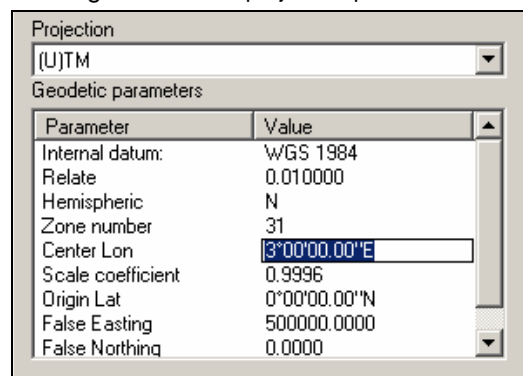 Projection
(U)TM
Geodetic parameters
Parameter Value
Internal datum: WGS 1984
Relate 0.010000
Hemispheric N
Zone number 31
Center Lon 3°00'00.00"E
Scale coefficient 0.9996
Origin Lat 0°00'00.00"N
False Easting 500000.0000
False Northing 0.0000